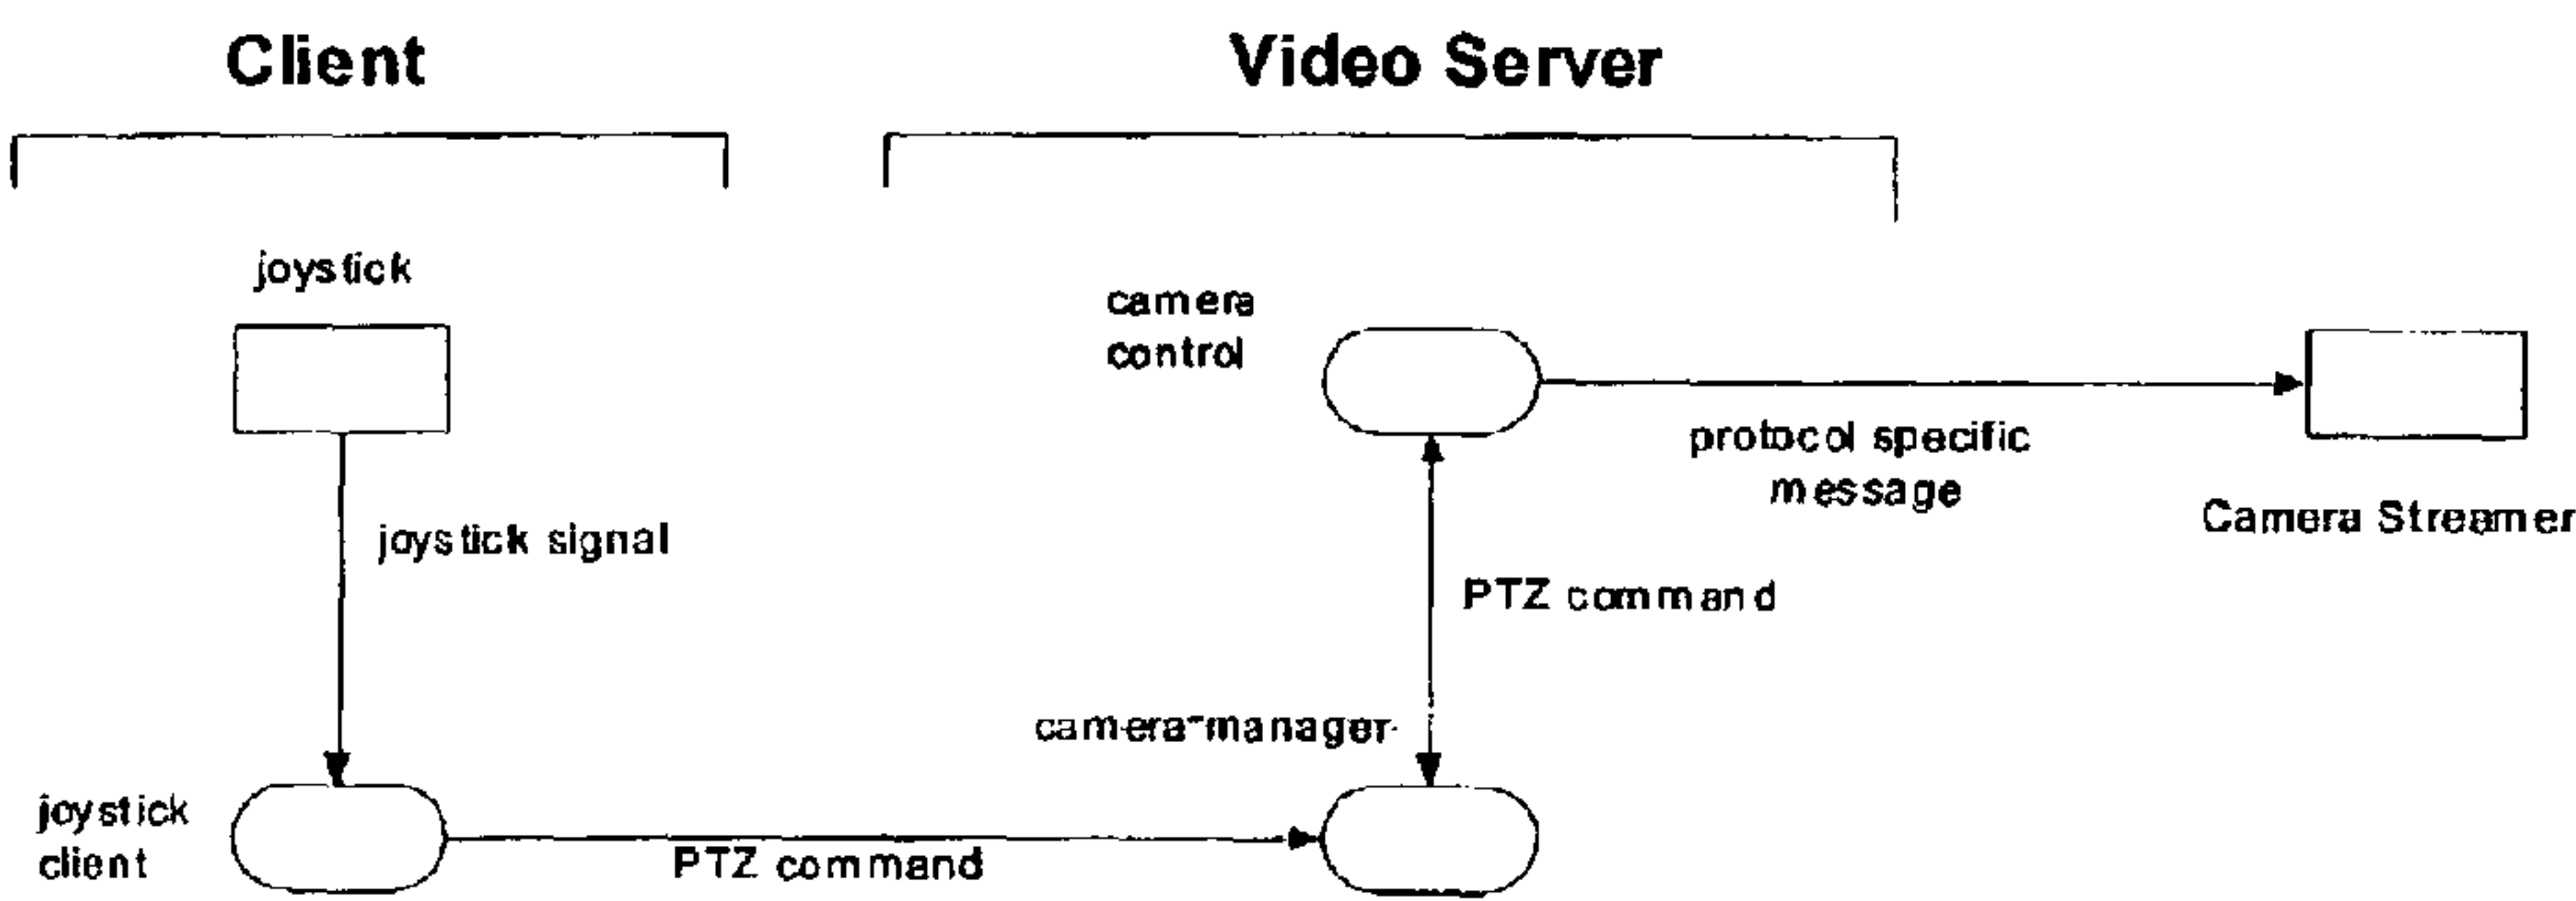 Client
Video Server
joystick
camera
control
protocol specific
message
Camera Streamer
joystick signal
PTZ command
camera-manager
joystick
client
PTZ command